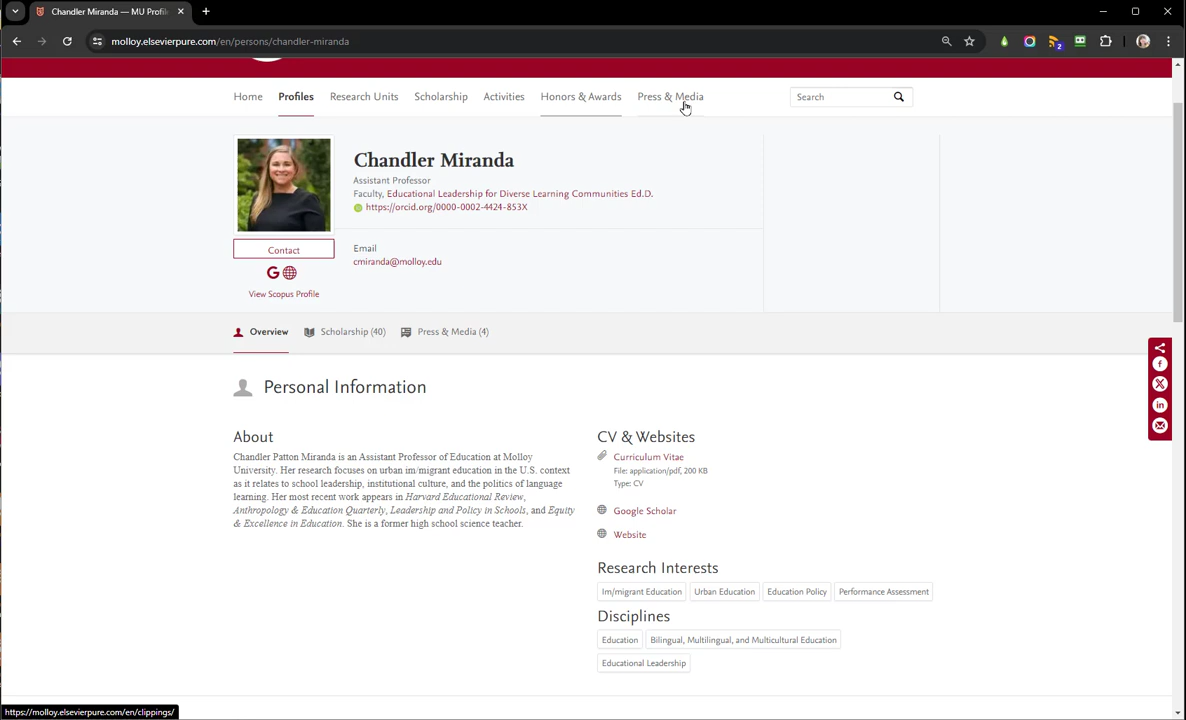 Chandler Miranda — MU Profil
molloy.elsevierpure.com/en/persons/chandler-miranda
2
Home Profiles Research Units Scholarship Activities Honors & Awards Press & Media Search
Chandler Miranda
Assistant Professor
Faculty, Educational Leadership for Diverse Learning Communities Ed.D.
https://orcid.org/0000-0002-4424-853X
Contact
Email
cmiranda@molloy.edu
G
View Scopus Profile
Overview Scholarship (40) Press & Media (4)
Personal Information
About
Chandler Patton Miranda is an Assistant Professor of Education at Molloy
University. Her research focuses on urban im/migrant education in the U.S. context
as it relates to school leadership, institutional culture, and the politics of language
learning. Her most recent work appears in Harvard Educational Review,
Anthropology & Education Quarterly, Leadership and Policy in Schools, and Equity
& Excellence in Education. She is a former high school science teacher.
CV & Websites
Curriculum Vitae
File: application/pdf, 200 KB
Type: CV
Google Scholar
Website
Research Interests
Im/migrant Education Urban Education Education Policy Performance Assessment
Disciplines
Education Bilingual, Multilingual, and Multicultural Education
Educational Leadership
https://molloy.elsevierpure.com/en/clippings/